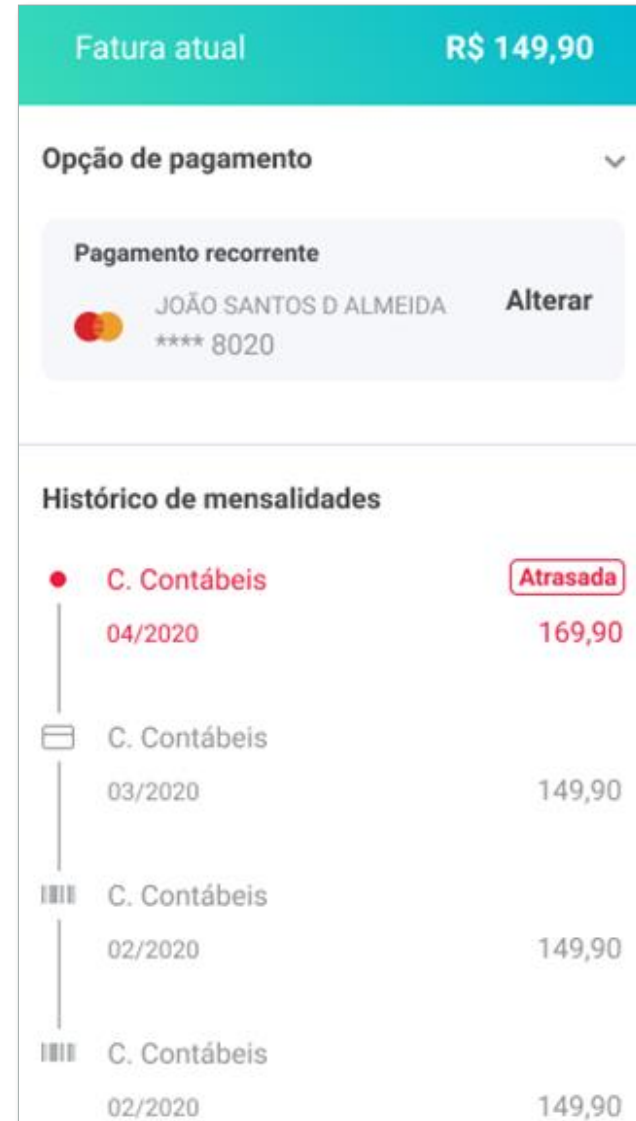 Fatura atual R$ 149,90
Opção de pagamento
Pagamento recorrente
JOÃO SANTOS D ALMEIDA Alterar
**** 8020
Histórico de mensalidades
C. Contábeis Atrasada
04/2020 169,90
C. Contábeis
03/2020 149,90
C. Contábeis
02/2020 149,90
C. Contábeis
02/2020 149,90